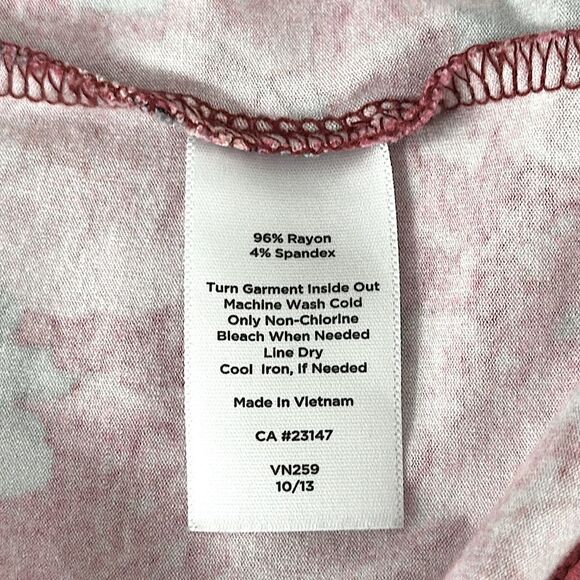 96% Rayon
4% Spandex
Turn Garment Inside Out
Machine Wash Cold
Only Non-Chlorine
Bleach When Needed
Line Dry
Cool Iron, If Needed
Made In Vietnam
CA #23147
VN259
10/13